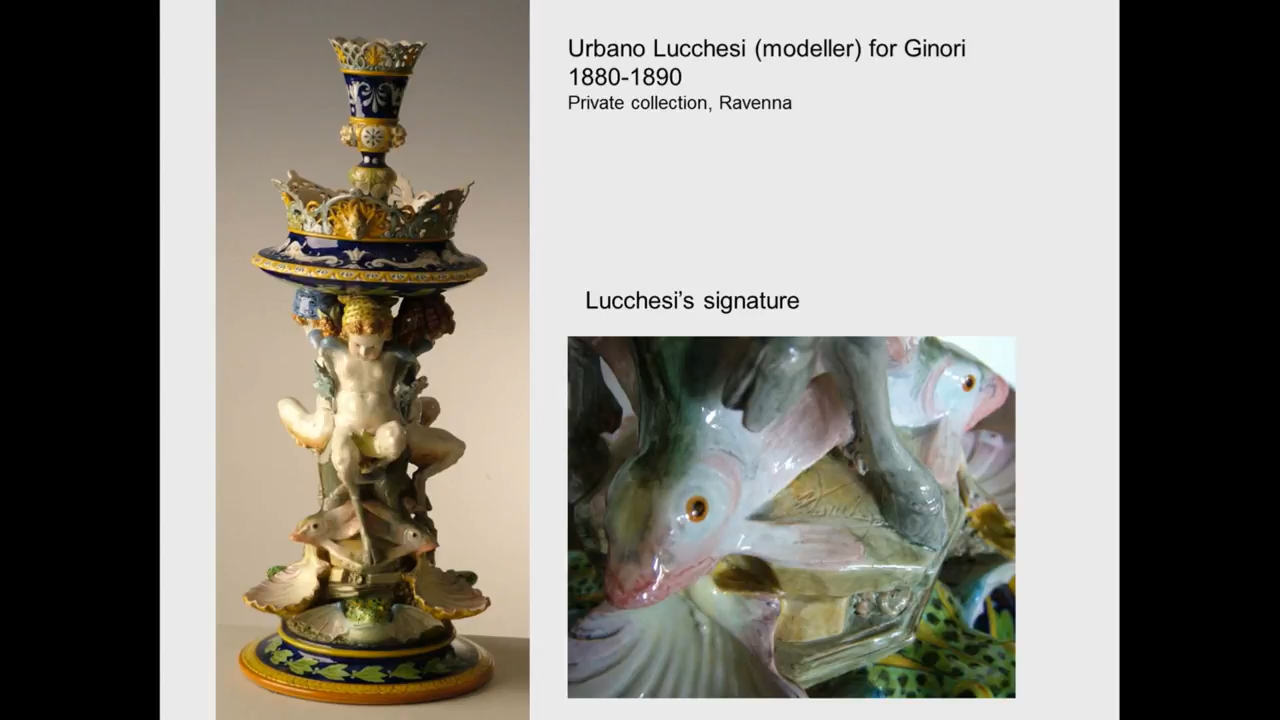 Urbano Lucchesi (modeller) for Ginori
1880-1890
Private collection, Ravenna
Lucchesi’s signature